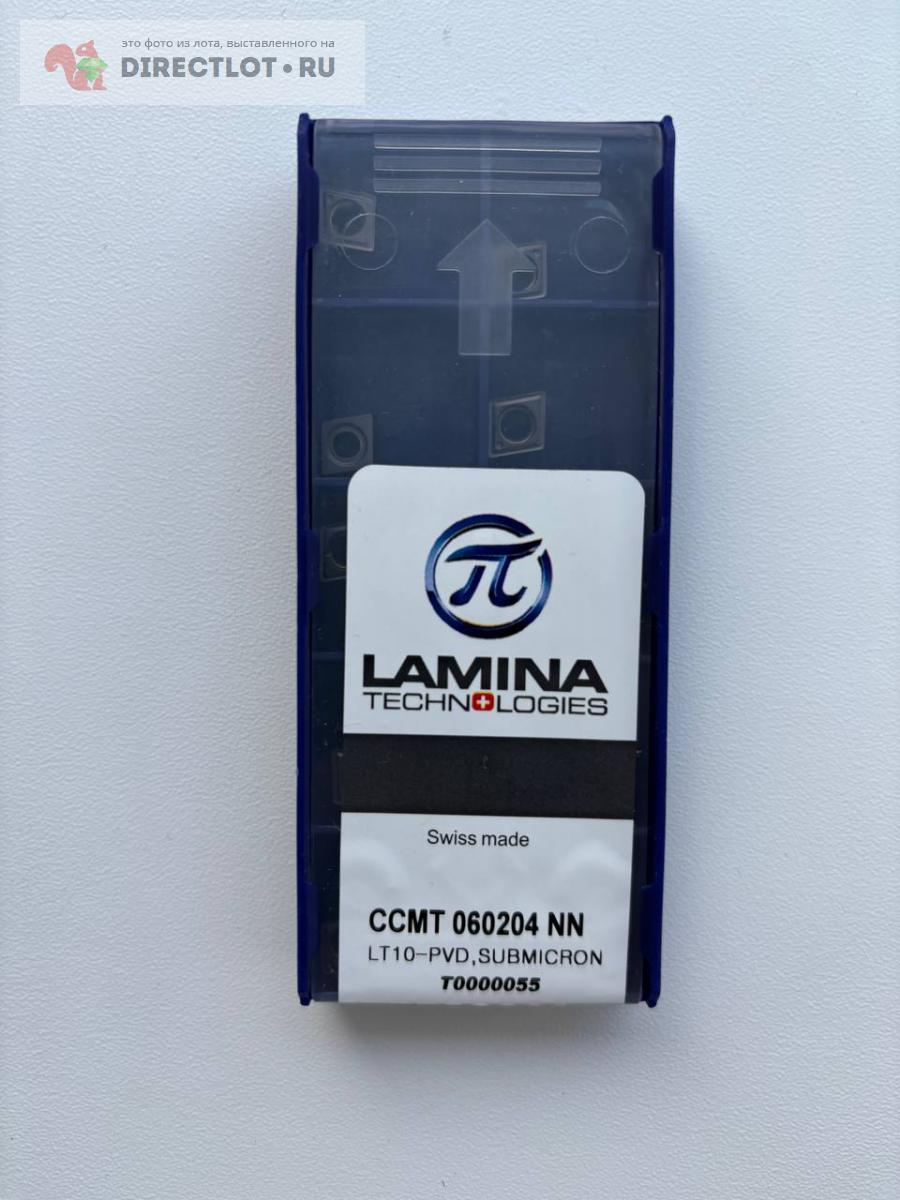 это фото из лота, выставленного на
DIRECTLOT•RU
π
LAMINA
TECHNOLOGIES
Swiss made
CCMT 060204 NN
LT10-PVD,SUBMICRON
T0000055